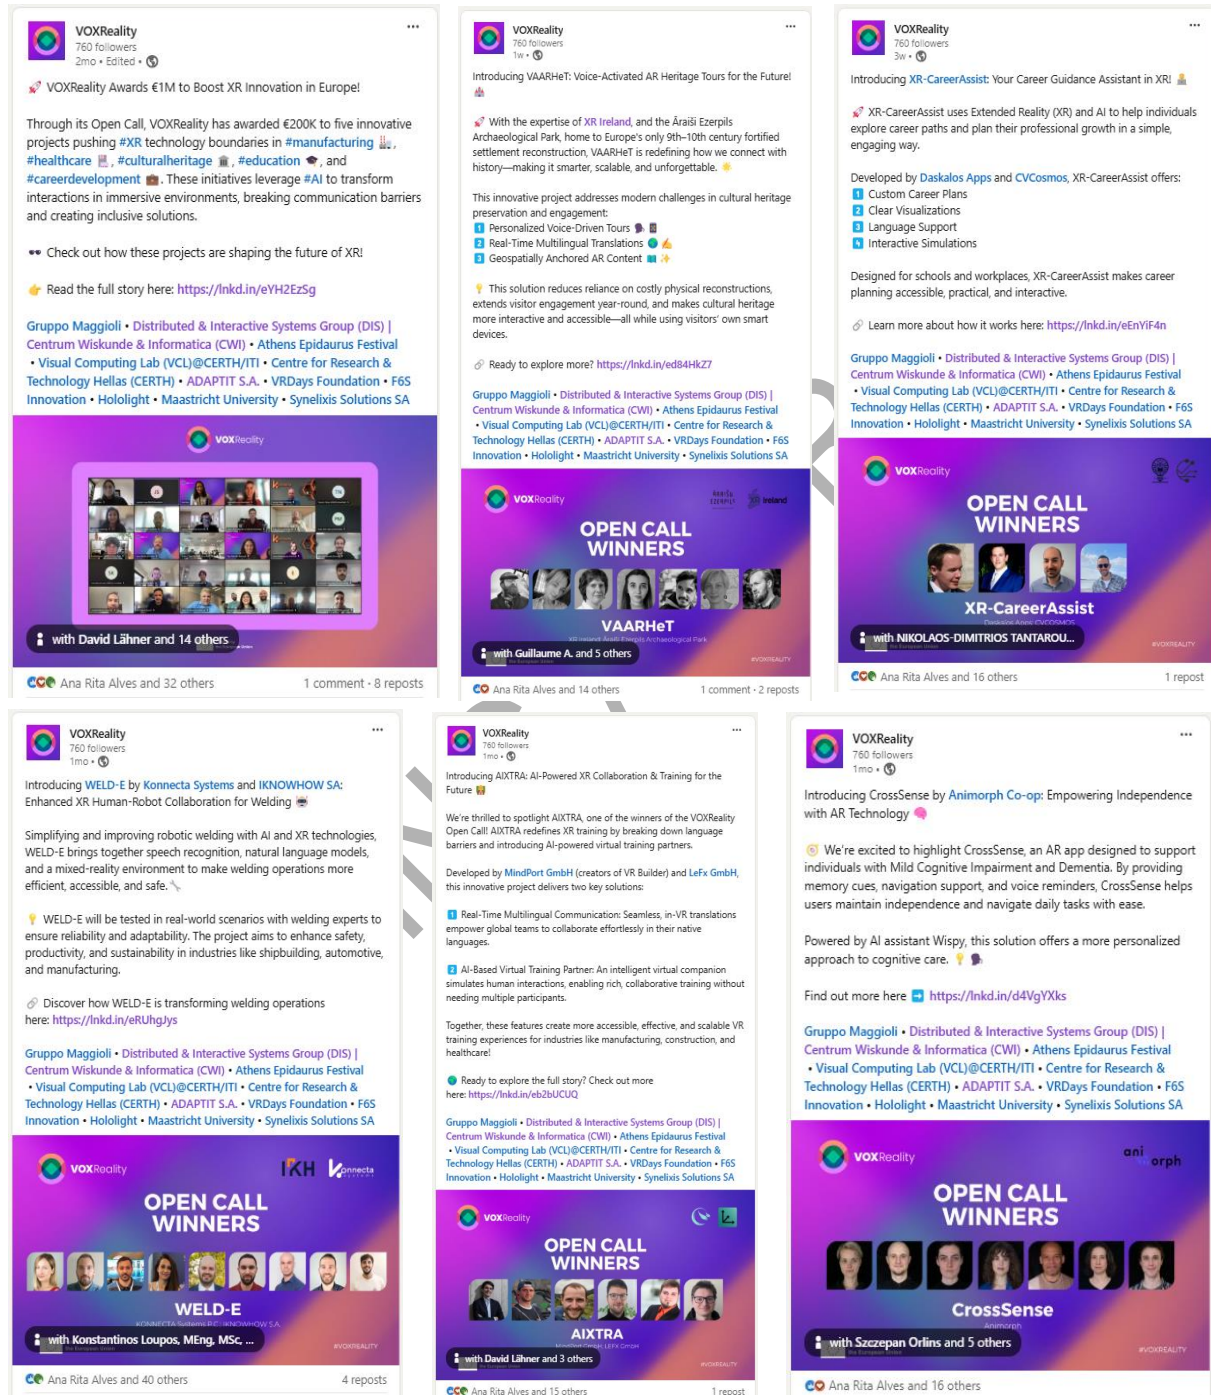 VOXReality
760 followers
2mo • Edited •
🚀 VOXReality Awards €1M to Boost XR Innovation in Europe!
Through its Open Call, VOXReality has awarded €200K to five innovative
projects pushing #XR technology boundaries in #manufacturing 🏭,
#healthcare 🏥, #culturalheritage 🏛️, #education 🎓, and
#careerdevelopment 💼. These initiatives leverage #AI to transform
interactions in immersive environments, breaking communication barriers
and creating inclusive solutions.
🕶️ Check out how these projects are shaping the future of XR!
👉 Read the full story here: https://lnkd.in/eYH2EzSg
Gruppo Maggioli • Distributed & Interactive Systems Group (DIS) |
Centrum Wiskunde & Informatica (CWI) • Athens Epidaurus Festival
• Visual Computing Lab (VCL)@CERTH/ITI • Centre for Research &
Technology Hellas (CERTH) • ADAPTIT S.A. • VRDays Foundation • F6S
Innovation • Hololight • Maastricht University • Synelixis Solutions SA
VOXReality
with David Lähner and 14 others
Ana Rita Alves and 32 others 1 comment · 8 reposts
VOXReality
760 followers
1w •
Introducing VAARHeT: Voice-Activated AR Heritage Tours for the Future!
🏰
🚀 With the expertise of XR Ireland, and the Āraiši Ezerpils
Archaeological Park, home to Europe's only 9th–10th century fortified
settlement reconstruction, VAARHeT is redefining how we connect with
history—making it smarter, scalable, and unforgettable. 🌟
This innovative project addresses modern challenges in cultural heritage
preservation and engagement:
1️⃣ Personalized Voice-Driven Tours 🗣️ 📱
2️⃣ Real-Time Multilingual Translations 🌍 ✍️
3️⃣ Geospatially Anchored AR Content 📖 ✨
💡 This solution reduces reliance on costly physical reconstructions,
extends visitor engagement year-round, and makes cultural heritage
more interactive and accessible—all while using visitors' own smart
devices.
🔗 Ready to explore more? https://lnkd.in/ed84HkZ7
Gruppo Maggioli • Distributed & Interactive Systems Group (DIS) |
Centrum Wiskunde & Informatica (CWI) • Athens Epidaurus Festival
• Visual Computing Lab (VCL)@CERTH/ITI • Centre for Research &
Technology Hellas (CERTH) • ADAPTIT S.A. • VRDays Foundation • F6S
Innovation • Hololight • Maastricht University • Synelixis Solutions SA
VOXReality
XR Ireland
OPEN CALL
WINNERS
VAARHeT
XR Ireland; Āraiši Ezerpils Archaeological Park
with Guillaume A. and 5 others
#VOXREALITY
Ana Rita Alves and 14 others 1 comment · 2 reposts
VOXReality
760 followers
3w •
Introducing XR-CareerAssist: Your Career Guidance Assistant in XR! 👨‍💼
🚀 XR-CareerAssist uses Extended Reality (XR) and AI to help individuals
explore career paths and plan their professional growth in a simple,
engaging way.
Developed by Daskalos Apps and CVCosmos, XR-CareerAssist offers:
1️⃣ Custom Career Plans
2️⃣ Clear Visualizations
3️⃣ Language Support
4️⃣ Interactive Simulations
Designed for schools and workplaces, XR-CareerAssist makes career
planning accessible, practical, and interactive.
🔗 Learn more about how it works here: https://lnkd.in/eEnYiF4n
Gruppo Maggioli • Distributed & Interactive Systems Group (DIS) |
Centrum Wiskunde & Informatica (CWI) • Athens Epidaurus Festival
• Visual Computing Lab (VCL)@CERTH/ITI • Centre for Research &
Technology Hellas (CERTH) • ADAPTIT S.A. • VRDays Foundation • F6S
Innovation • Hololight • Maastricht University • Synelixis Solutions SA
VOXReality
OPEN CALL
WINNERS
XR-CareerAssist
Daskalos Apps; CVCOSMOS
with NIKOLAOS-DIMITRIOS TANTAROU...
#VOXREALITY
Ana Rita Alves and 16 others 1 repost
VOXReality
760 followers
1mo •
Introducing WELD-E by Konnecta Systems and IKNOWHOW SA:
Enhanced XR Human-Robot Collaboration for Welding 🤖
Simplifying and improving robotic welding with AI and XR technologies,
WELD-E brings together speech recognition, natural language models,
and a mixed-reality environment to make welding operations more
efficient, accessible, and safe. 🔧
💡 WELD-E will be tested in real-world scenarios with welding experts to
ensure reliability and adaptability. The project aims to enhance safety,
productivity, and sustainability in industries like shipbuilding, automotive,
and manufacturing.
🔗 Discover how WELD-E is transforming welding operations
here: https://lnkd.in/eRUhgJys
Gruppo Maggioli • Distributed & Interactive Systems Group (DIS) |
Centrum Wiskunde & Informatica (CWI) • Athens Epidaurus Festival
• Visual Computing Lab (VCL)@CERTH/ITI • Centre for Research &
Technology Hellas (CERTH) • ADAPTIT S.A. • VRDays Foundation • F6S
Innovation • Hololight • Maastricht University • Synelixis Solutions SA
VOXReality
IKH Konnecta
OPEN CALL
WINNERS
WELD-E
KONNECTA Systems P.C; IKNOWHOW S.A.
with Konstantinos Loupos, MEng, MSc, ...
#VOXREALITY
Ana Rita Alves and 40 others 4 reposts
VOXReality
760 followers
1mo •
Introducing AIXTRA: AI-Powered XR Collaboration & Training for the
Future 👷
We're thrilled to spotlight AIXTRA, one of the winners of the VOXReality
Open Call! AIXTRA redefines XR training by breaking down language
barriers and introducing AI-powered virtual training partners.
Developed by MindPort GmbH (creators of VR Builder) and LeFx GmbH,
this innovative project delivers two key solutions:
1️⃣ Real-Time Multilingual Communication: Seamless, in-VR translations
empower global teams to collaborate effortlessly in their native
languages.
2️⃣ AI-Based Virtual Training Partner: An intelligent virtual companion
simulates human interactions, enabling rich, collaborative training without
needing multiple participants.
Together, these features create more accessible, effective, and scalable VR
training experiences for industries like manufacturing, construction, and
healthcare!
🌍 Ready to explore the full story? Check out more
here: https://lnkd.in/eb2bUCUQ
Gruppo Maggioli • Distributed & Interactive Systems Group (DIS) |
Centrum Wiskunde & Informatica (CWI) • Athens Epidaurus Festival
• Visual Computing Lab (VCL)@CERTH/ITI • Centre for Research &
Technology Hellas (CERTH) • ADAPTIT S.A. • VRDays Foundation • F6S
Innovation • Hololight • Maastricht University • Synelixis Solutions SA
VOXReality
OPEN CALL
WINNERS
AIXTRA
MindPort GmbH, LEFX GmbH
with David Lähner and 3 others
#VOXREALITY
Ana Rita Alves and 15 others 1 repost
VOXReality
760 followers
1mo •
Introducing CrossSense by Animorph Co-op: Empowering Independence
with AR Technology 🧠
🧭 We're excited to highlight CrossSense, an AR app designed to support
individuals with Mild Cognitive Impairment and Dementia. By providing
memory cues, navigation support, and voice reminders, CrossSense helps
users maintain independence and navigate daily tasks with ease.
Powered by AI assistant Wispy, this solution offers a more personalized
approach to cognitive care. 💡 🗣️
Find out more here ➡️ https://lnkd.in/d4VgYXks
Gruppo Maggioli • Distributed & Interactive Systems Group (DIS) |
Centrum Wiskunde & Informatica (CWI) • Athens Epidaurus Festival
• Visual Computing Lab (VCL)@CERTH/ITI • Centre for Research &
Technology Hellas (CERTH) • ADAPTIT S.A. • VRDays Foundation • F6S
Innovation • Hololight • Maastricht University • Synelixis Solutions SA
VOXReality
ani
morph
OPEN CALL
WINNERS
CrossSense
Animorph
with Szczepan Orlins and 5 others
#VOXREALITY
Ana Rita Alves and 16 others